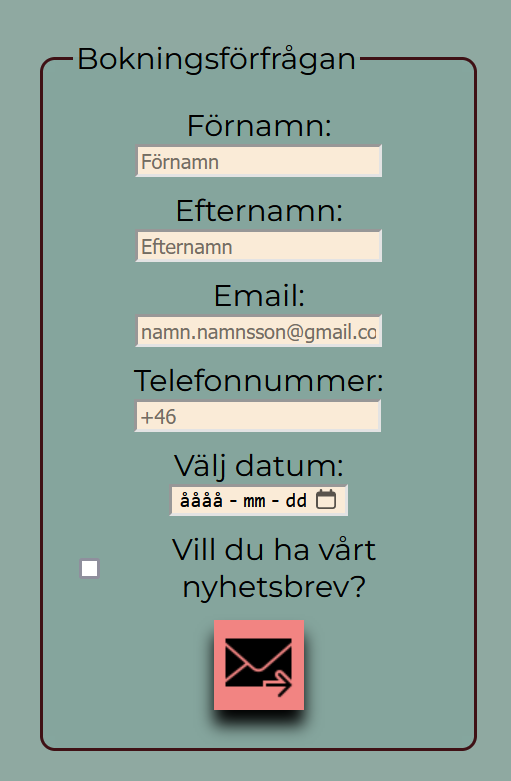 Bokningsförfrågan
Förnamn:
Förnamn
Efternamn:
Efternamn
Email:
namn.namnsson@gmail.co
Telefonnummer:
+46
Välj datum:
åååå - mm - dd
Vill du ha vårt
nyhetsbrev?